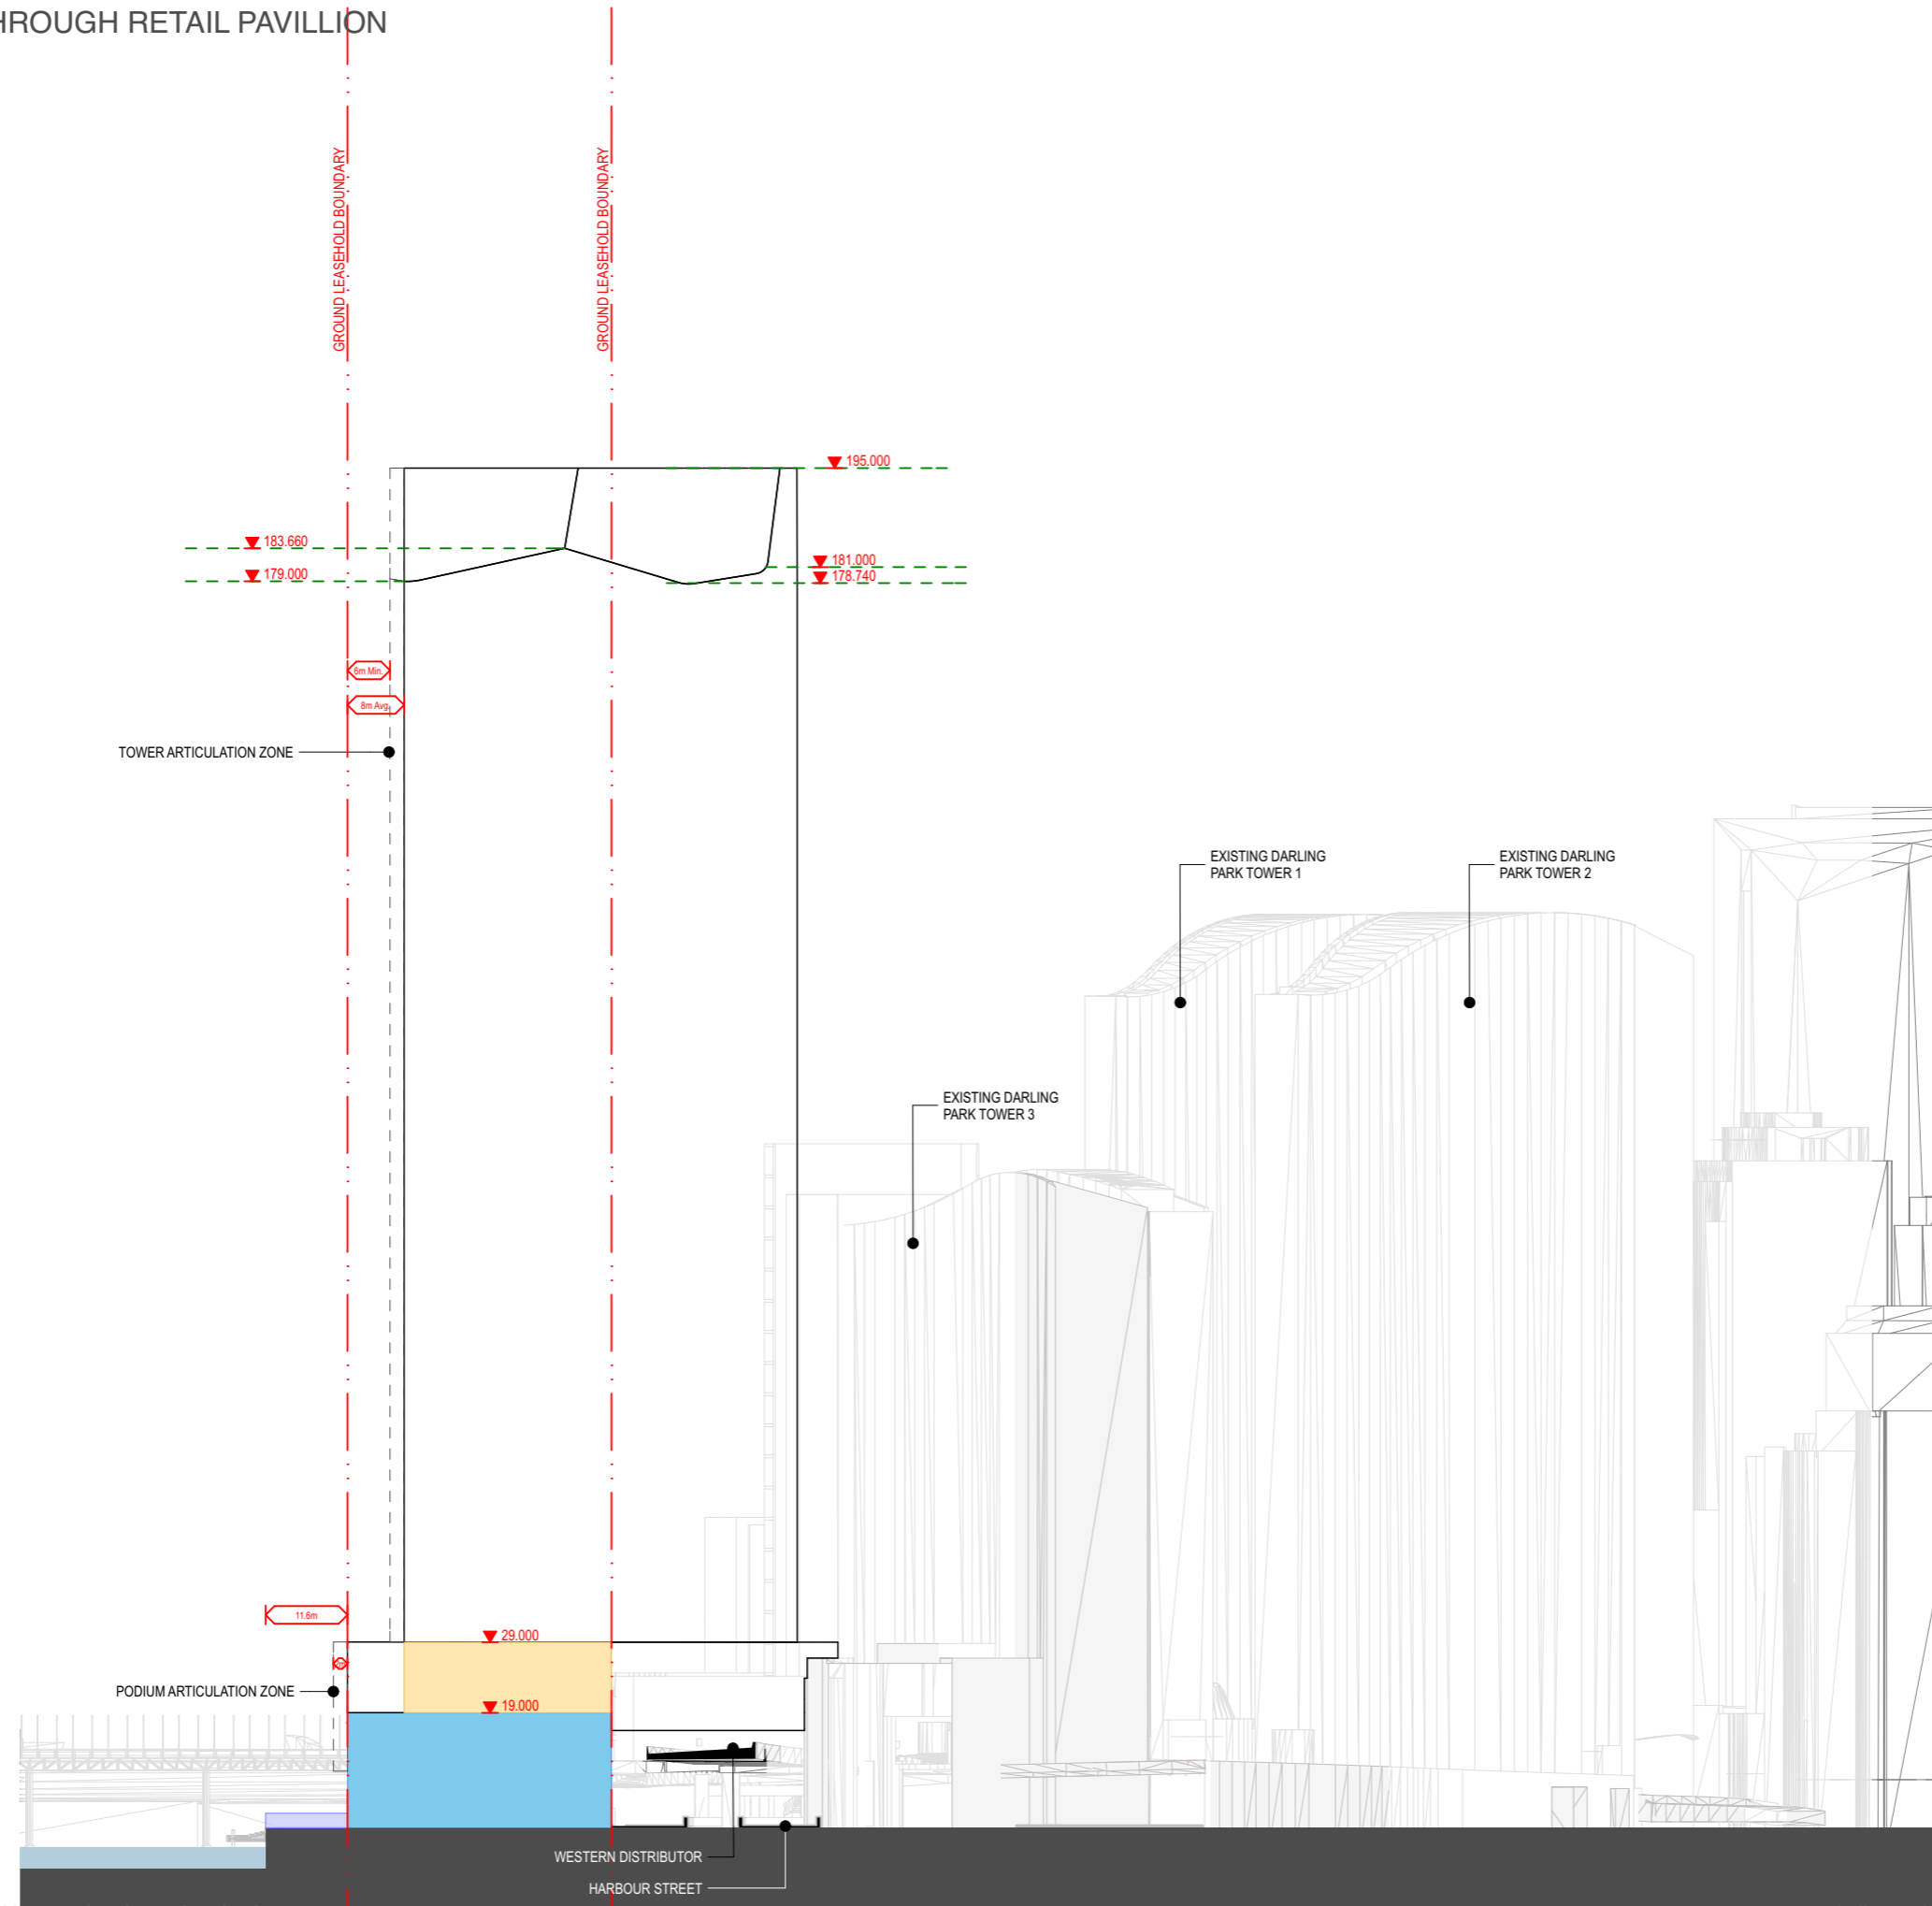 HROUGH RETAIL PAVILLION
GROUND LEASEHOLD BOUNDARY
GROUND LEASEHOLD BOUNDARY
195.000
183.660
179.000
181.000
178.740
6m Min.
8m Avg.
TOWER ARTICULATION ZONE
EXISTING DARLING
PARK TOWER 1
EXISTING DARLING
PARK TOWER 2
EXISTING DARLING
PARK TOWER 3
11.6m
29.000
PODIUM ARTICULATION ZONE
19.000
WESTERN DISTRIBUTOR
HARBOUR STREET